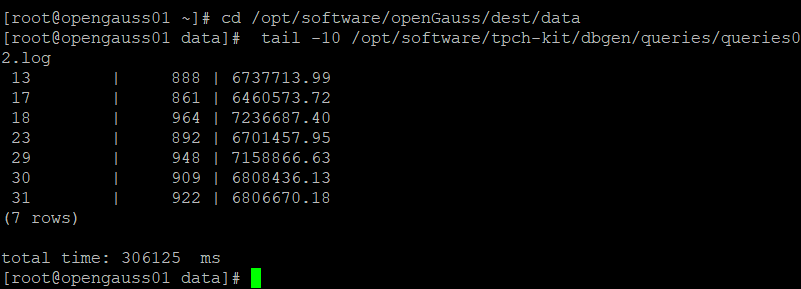 [root@opengauss01 ~]# cd /opt/software/openGauss/dest/data
[root@opengauss01 data]#  tail -10 /opt/software/tpch-kit/dbgen/queries/queries0
2.log
 13        |      888 | 6737713.99
 17        |      861 | 6460573.72
 18        |      964 | 7236687.40
 23        |      892 | 6701457.95
 29        |      948 | 7158866.63
 30        |      909 | 6808436.13
 31        |      922 | 6806670.18
(7 rows)

total time: 306125  ms
[root@opengauss01 data]#